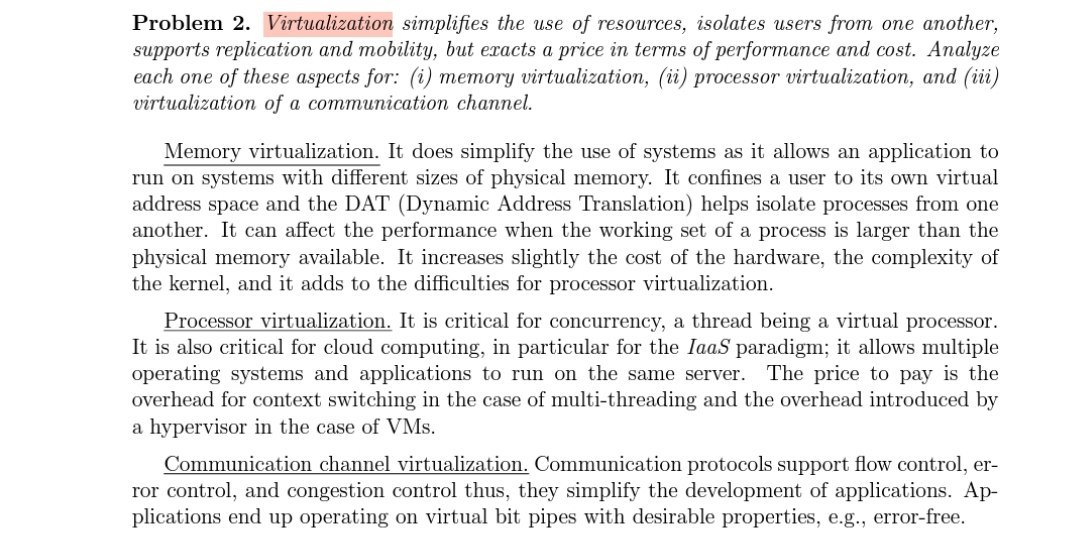 Problem 2. Virtualization simplifies the use of resources, isolates users from one another,
supports replication and mobility, but exacts a price in terms of performance and cost. Analyze
each one of these aspects for: (i) memory virtualization, (ii) processor virtualization, and (iii)
virtualization of a communication channel.
Memory virtualization. It does simplify the use of systems as it allows an application to
run on systems with different sizes of physical memory. It confines a user to its own virtual
address space and the DAT (Dynamic Address Translation) helps isolate processes from one
another. It can affect the performance when the working set of a process is larger than the
physical memory available. It increases slightly the cost of the hardware, the complexity of
the kernel, and it adds to the difficulties for processor virtualization.
Processor virtualization. It is critical for concurrency, a thread being a virtual processor.
It is also critical for cloud computing, in particular for the IaaS paradigm; it allows multiple
operating systems and applications to run on the same server. The price to pay is the
overhead for context switching in the case of multi-threading and the overhead introduced by
a hypervisor in the case of VMs.
Communication channel virtualization. Communication protocols support flow control, er-
ror control, and congestion control thus, they simplify the development of applications. Ap-
plications end up operating on virtual bit pipes with desirable properties, e.g., error-free.